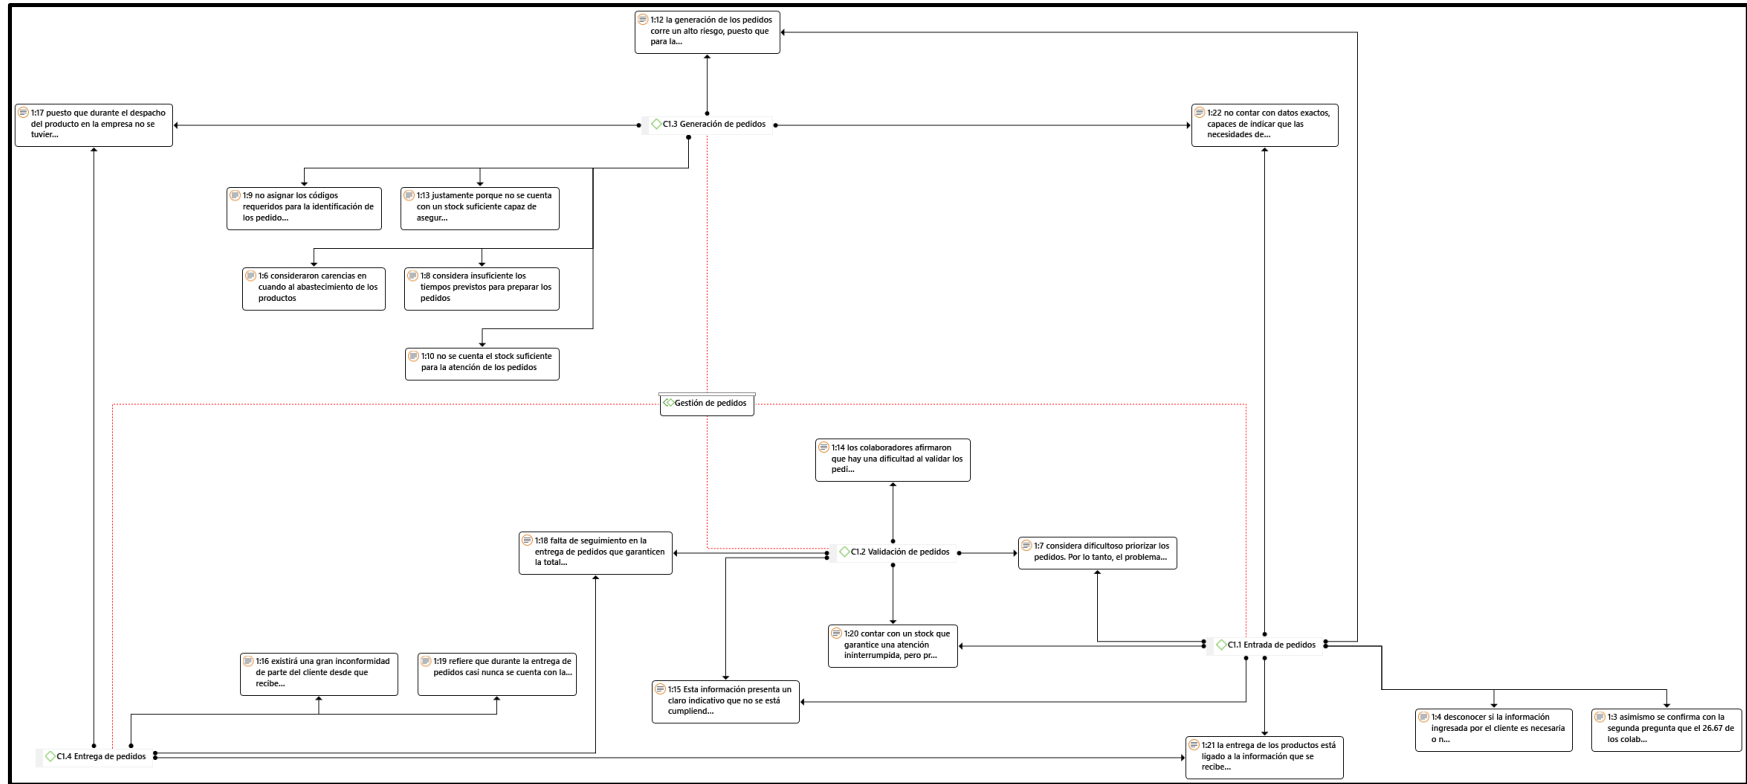 1:12 la generación de los pedidos
corre un alto riesgo, puesto que
para la...
1:17 puesto que durante el despacho
del producto en la empresa no se
tuvier...
C1.3 Generación de pedidos
1:22 no contar con datos exactos,
capaces de indicar que las
necesidades de...
1:9 no asignar los códigos
requeridos para la identificación de
los pedido...
1:13 justamente porque no se cuenta
con un stock suficiente capaz de
asegur...
1:6 consideraron carencias en
cuando al abastecimiento de los
productos
1:8 considera insuficiente los
tiempos previstos para preparar los
pedidos
1:10 no se cuenta el stock suficiente
para la atención de los pedidos
Gestión de pedidos
1:14 los colaboradores afirmaron
que hay una dificultad al validar los
pedi...
1:18 falta de seguimiento en la
entrega de pedidos que garanticen
la total...
C1.2 Validación de pedidos
1:7 considera dificultoso priorizar los
pedidos. Por lo tanto, el problema...
1:20 contar con un stock que
garantice una atención
ininterrumpida, pero pr...
C1.1 Entrada de pedidos
1:16 existirá una gran inconformidad
de parte del cliente desde que
recibe...
1:19 refiere que durante la entrega de
pedidos casi nunca se cuenta con la...
1:15 Esta información presenta un
claro indicativo que no se está
cumpliend...
1:4 desconocer si la información
ingresada por el cliente es necesaria
o n...
1:3 asimismo se confirma con la
segunda pregunta que el 26.67 de
los colab...
C1.4 Entrega de pedidos
1:21 la entrega de los productos está
ligado a la información que se
recibe...